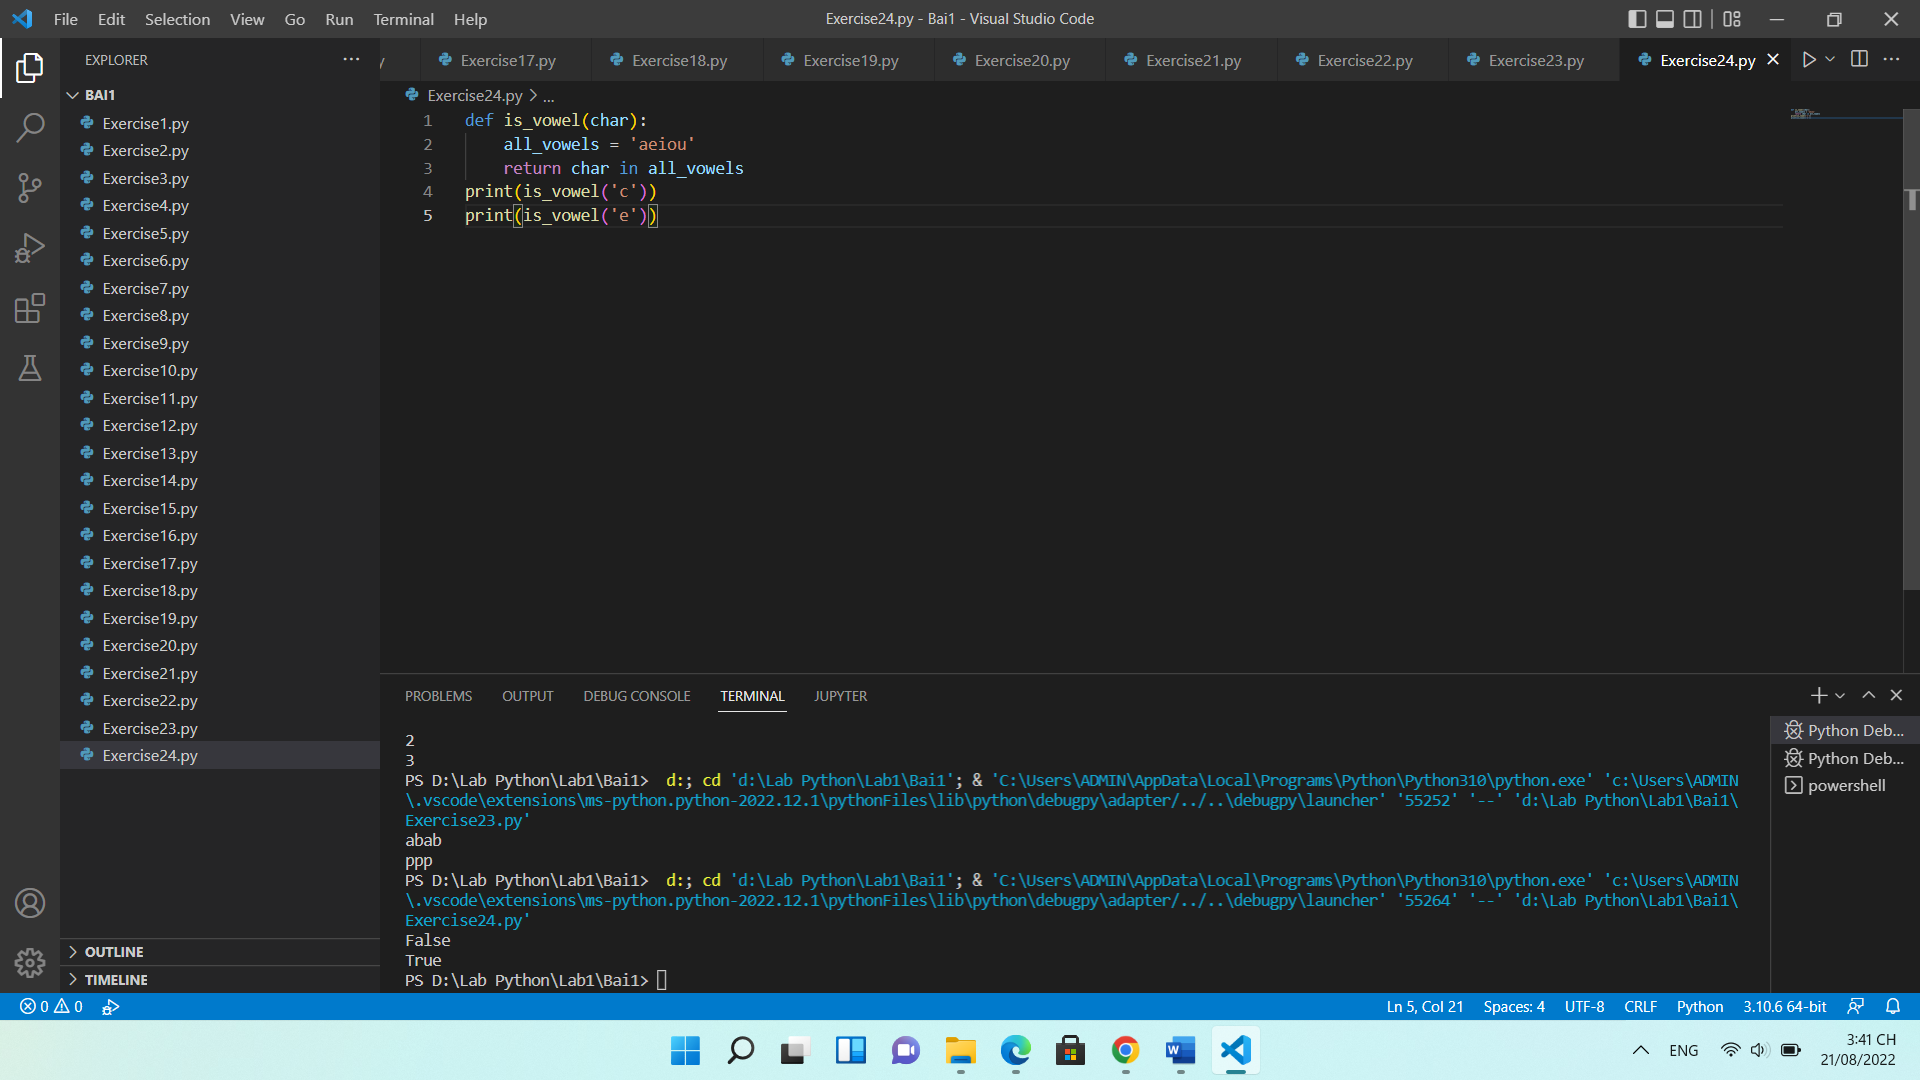 File Edit Selection View Go Run Terminal Help
Exercise24.py - Bai1 - Visual Studio Code
EXPLORER
BAI1
Exercise1.py
Exercise2.py
Exercise3.py
Exercise4.py
Exercise5.py
Exercise6.py
Exercise7.py
Exercise8.py
Exercise9.py
Exercise10.py
Exercise11.py
Exercise12.py
Exercise13.py
Exercise14.py
Exercise15.py
Exercise16.py
Exercise17.py
Exercise18.py
Exercise19.py
Exercise20.py
Exercise21.py
Exercise22.py
Exercise23.py
Exercise24.py
OUTLINE
TIMELINE
Exercise17.py Exercise18.py Exercise19.py Exercise20.py Exercise21.py Exercise22.py Exercise23.py Exercise24.py
Exercise24.py > ...
1 def is_vowel(char):
2 all_vowels = 'aeiou'
3 return char in all_vowels
4 print(is_vowel('c'))
5 print(is_vowel('e'))
PROBLEMS OUTPUT DEBUG CONSOLE TERMINAL JUPYTER
2
3
PS D:\Lab Python\Lab1\Bai1>  d:; cd 'd:\Lab Python\Lab1\Bai1'; & 'C:\Users\ADMIN\AppData\Local\Programs\Python\Python310\python.exe' 'c:\Users\ADMIN
\.vscode\extensions\ms-python.python-2022.12.1\pythonFiles\lib\python\debugpy\adapter/../..\debugpy\launcher' '55252' '--' 'd:\Lab Python\Lab1\Bai1\
Exercise23.py'
abab
ppp
PS D:\Lab Python\Lab1\Bai1>  d:; cd 'd:\Lab Python\Lab1\Bai1'; & 'C:\Users\ADMIN\AppData\Local\Programs\Python\Python310\python.exe' 'c:\Users\ADMIN
\.vscode\extensions\ms-python.python-2022.12.1\pythonFiles\lib\python\debugpy\adapter/../..\debugpy\launcher' '55264' '--' 'd:\Lab Python\Lab1\Bai1\
Exercise24.py'
False
True
PS D:\Lab Python\Lab1\Bai1>
Python Deb...
Python Deb...
powershell
0 0
Ln 5, Col 21 Spaces: 4 UTF-8 CRLF Python 3.10.6 64-bit
ENG
3:41 CH
21/08/2022